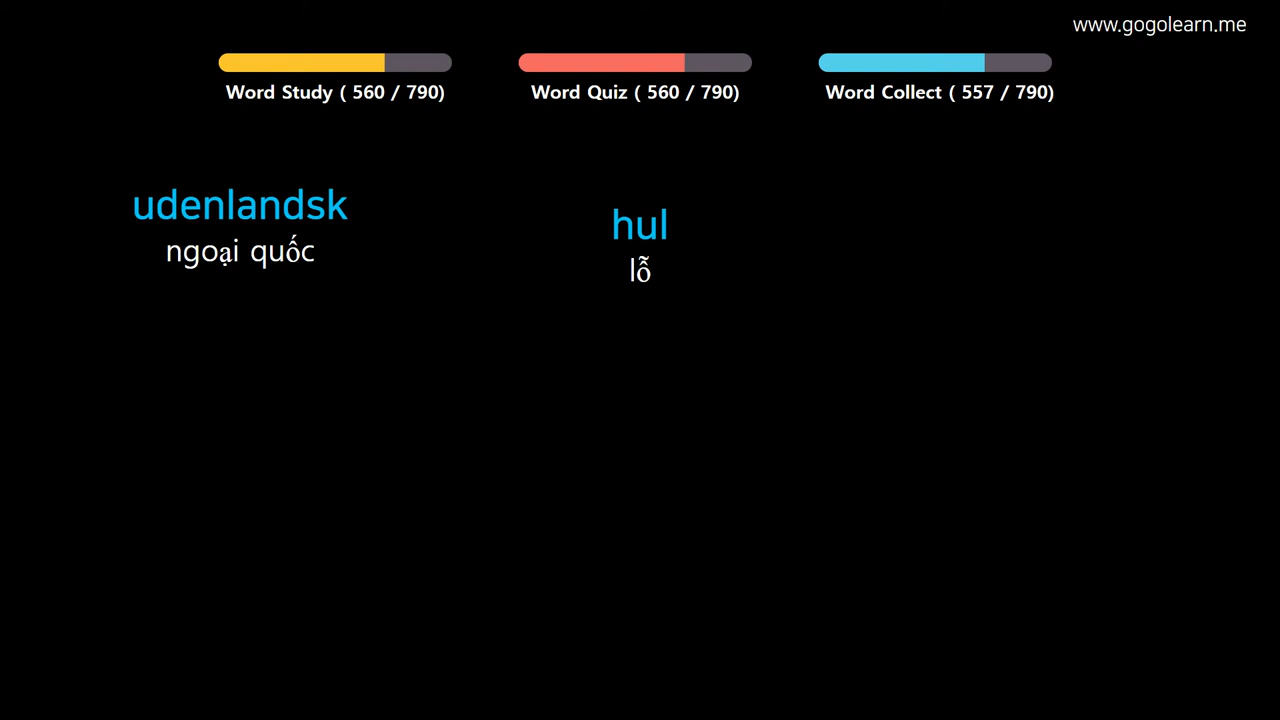 www.gogolearn.me
Word Study ( 560 / 790)
Word Quiz ( 560 / 790)
Word Collect ( 557 / 790)
udenlandsk
ngoại quốc
hul
lỗ